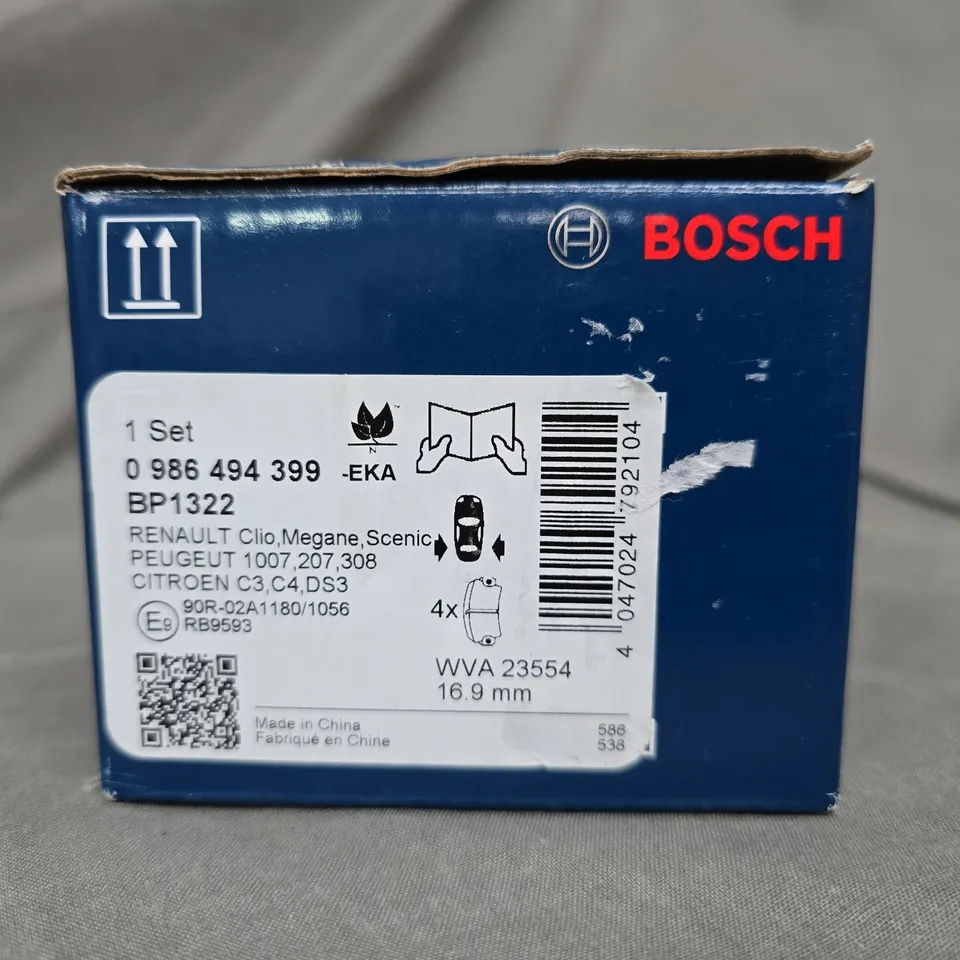 BOSCH
1 Set
0 986 494 399 -EKA
BP1322
RENAULT Clio,Megane,Scenic
PEUGEUT 1007,207,308
CITROEN C3,C4,DS3
E9 90R-02A1180/1056
RB9593
N
4x
WVA 23554
16.9 mm
4 047024 792104
Made in China
Fabriqué en Chine
586
538